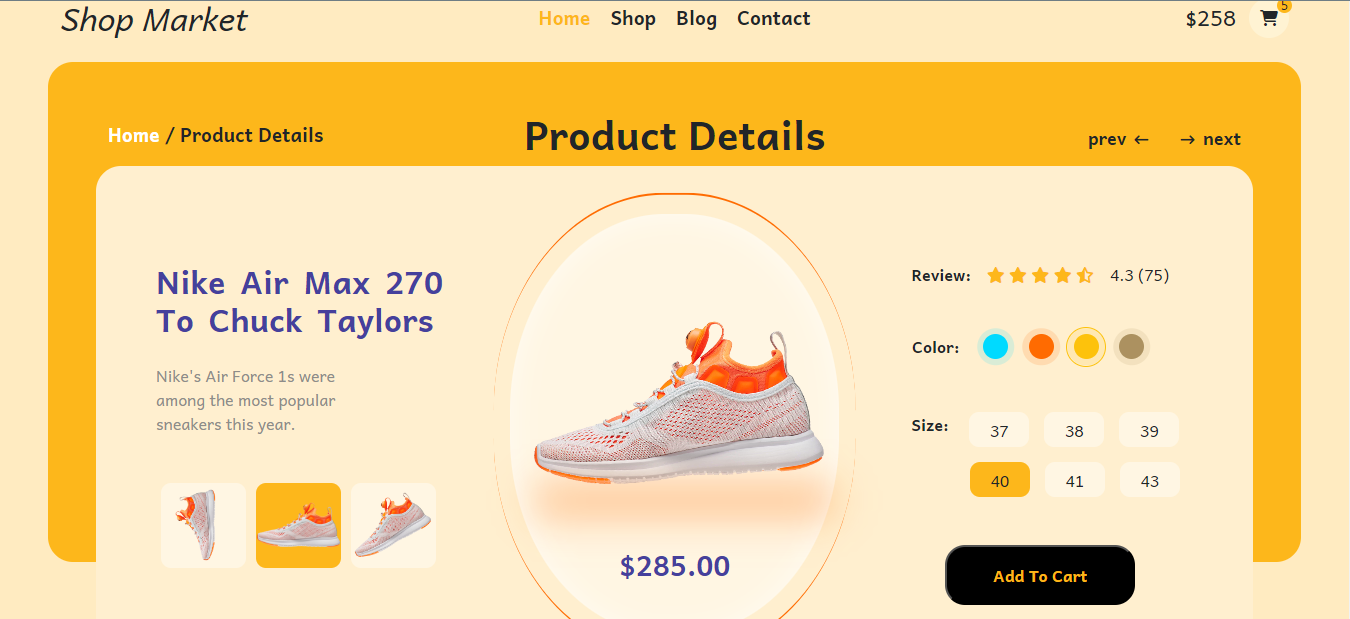 Shop Market
Home Shop Blog Contact
$258
5
Home / Product Details
Product Details
prev ← → next
Nike Air Max 270
To Chuck Taylors
Nike's Air Force 1s were
among the most popular
sneakers this year.
$285.00
Review: 4.3 (75)
Color:
Size: 37 38 39
40 41 43
Add To Cart